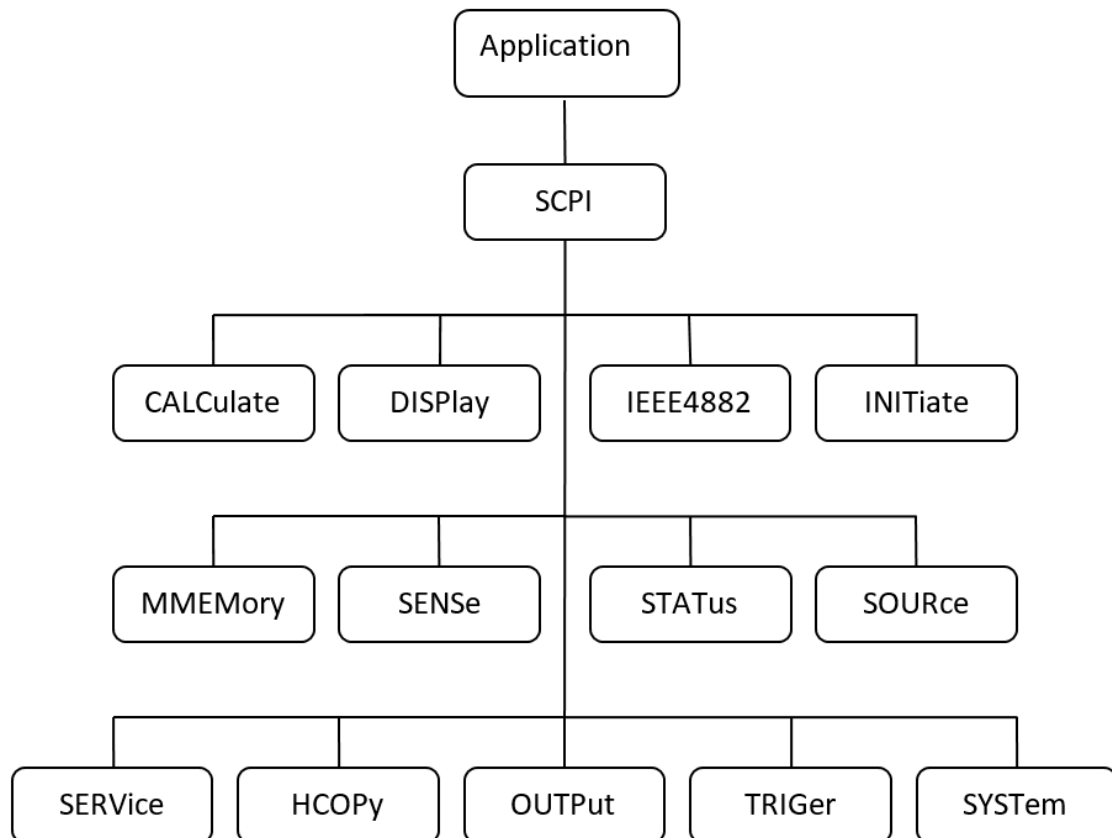 Application
SCPI
CALCulate
DISPlay
IEEE4882
INITiate
MMEMory
SENSe
STATus
SOURce
SERVice
HCOPy
OUTPut
TRIGer
SYSTem